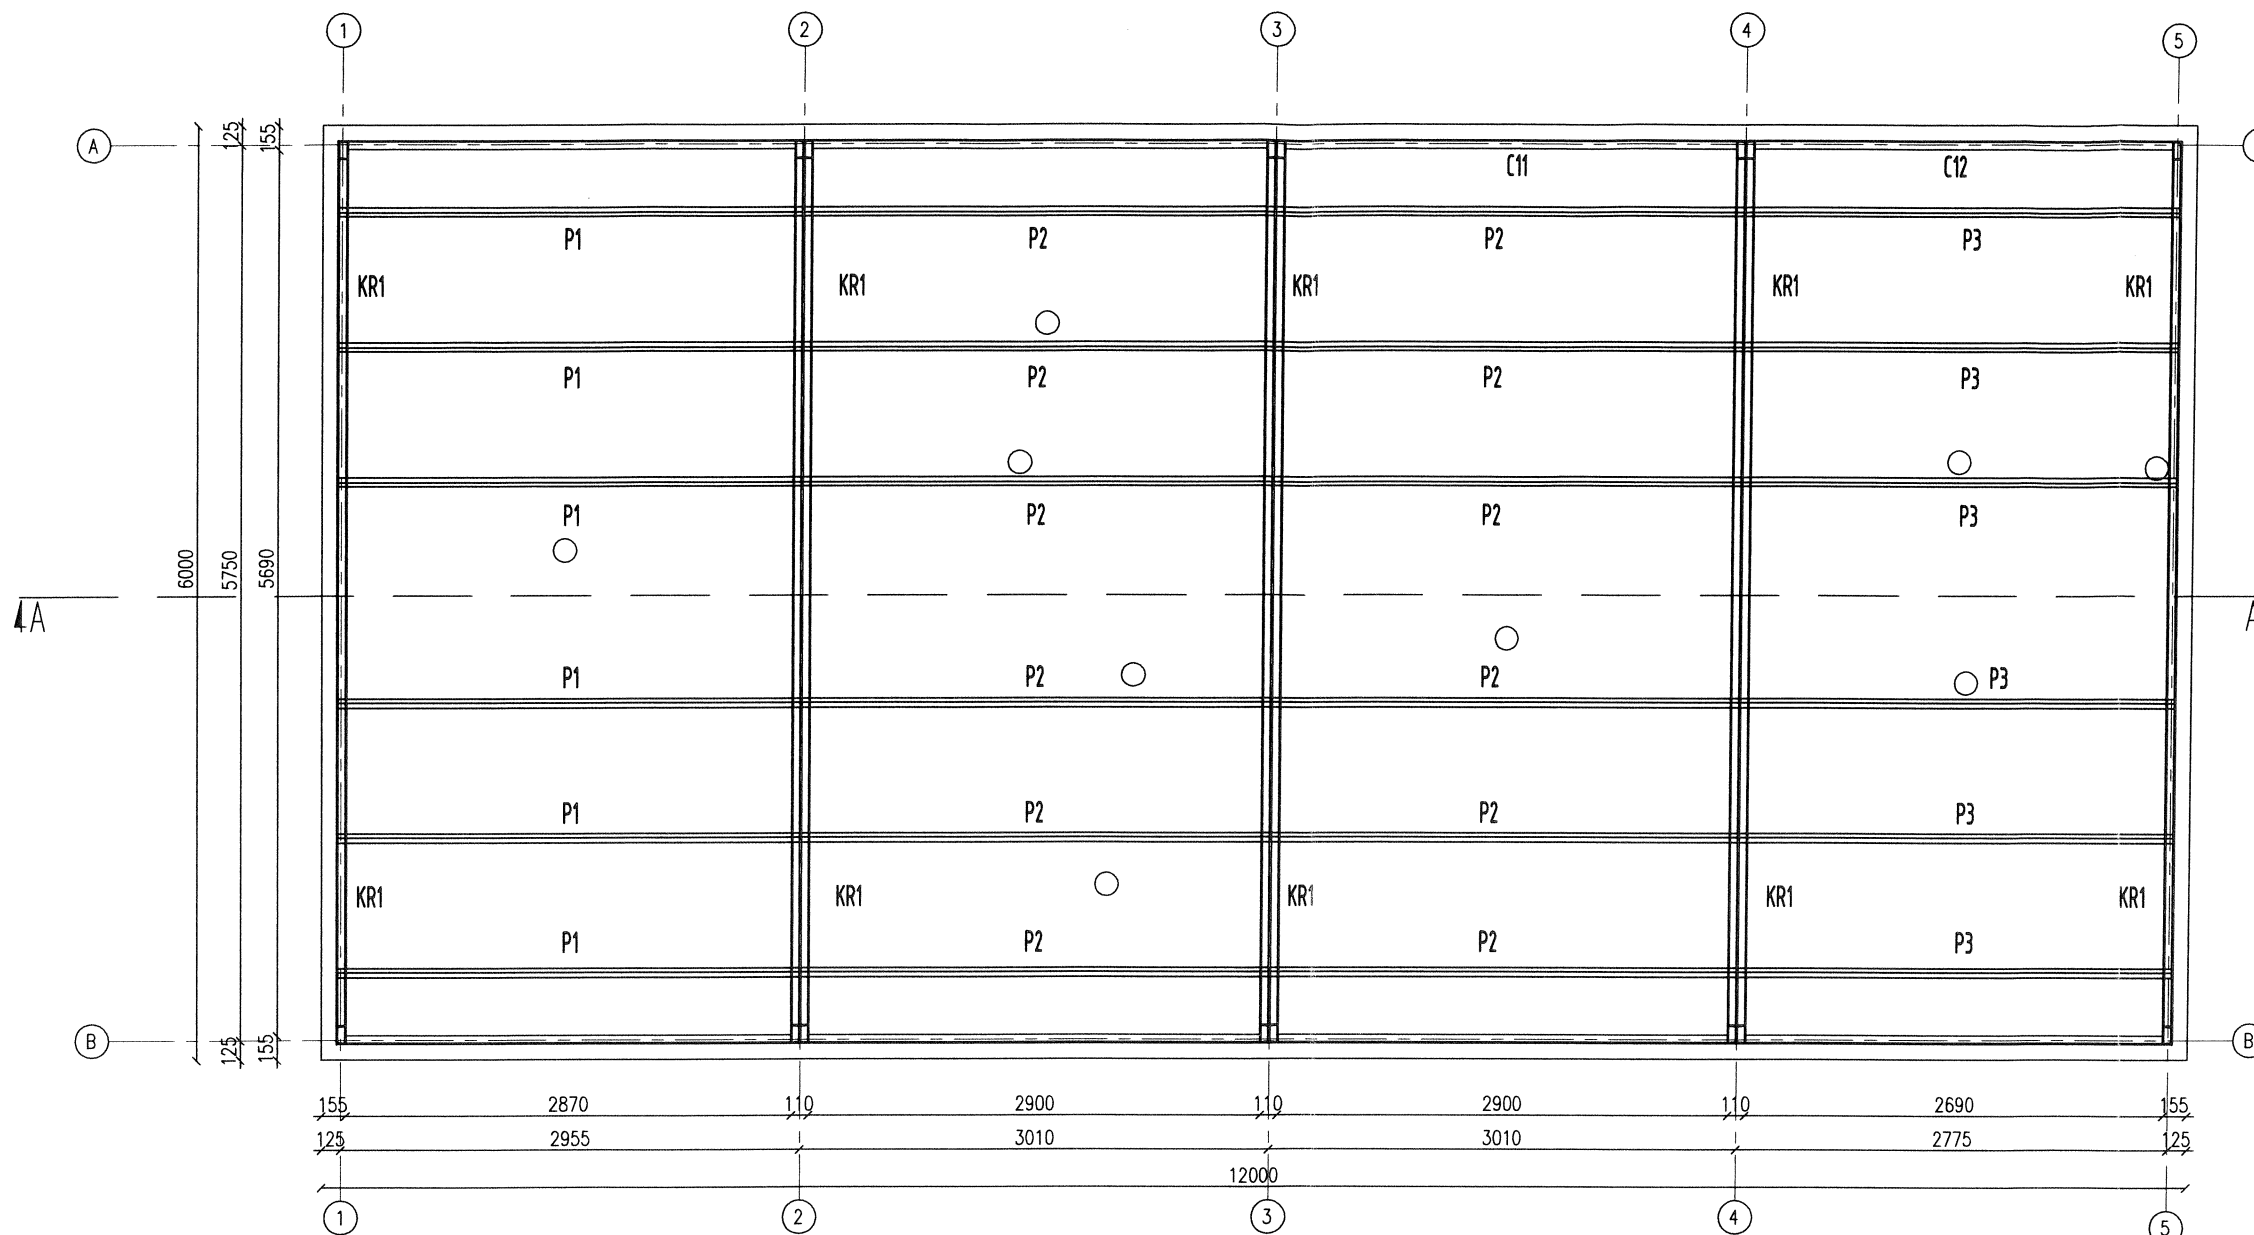 1 2 3 4 5
A
125 155
C11 C12
P1 P2 P2 P3
KR1 KR1 KR1 KR1 KR1
P1 P2 P2 P3
P1 P2 P2 P3
6000 5750 5690
A A
P1 P2 P2 P3
P1 P2 P2 P3
KR1 KR1 KR1 KR1 KR1
P1 P2 P2 P3
B B
125 155
155 2870 110 2900 110 2900 110 2690 155
125 2955 3010 3010 2775 125
12000
1 2 3 4 5